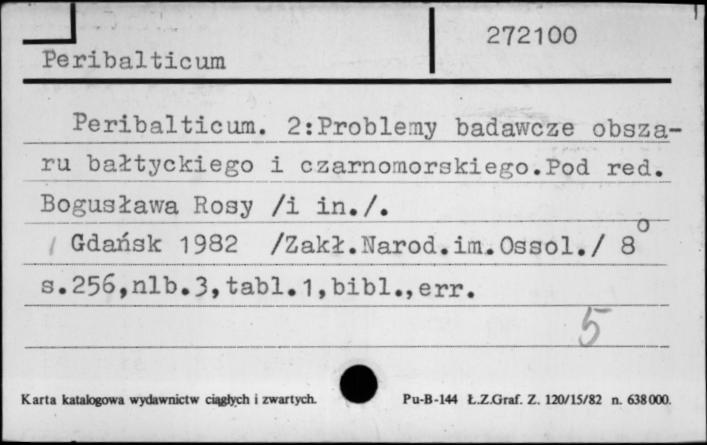 272100
Peribalticum
Peribalticum. 2:Problemy badawcze obsza-
ru bałtyckiego i czarnomorskiego.Pod red.
Bogusława Rosy /i in./.
Gdańsk 1982 /Zakł.Narod.im.Ossol./ 8°
s.256,nlb.3,tabl.1,bibl.,err.
5
Karta katalogowa wydawnictw ciągłych i zwartych. Pu-B-144 Ł.Z.Graf. Z. 120/15/82 n. 638000.